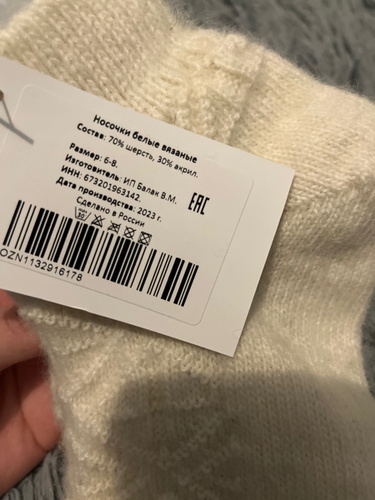 Носочки белые вязаные
Состав: 70% шерсть, 30% акрил.
Размер: 6-8.
Изготовитель: ИП Балак В.М.
ИНН: 673201963142.
Дата производства: 2023 г.
Сделано в России
EAC
30
OZN1132916178